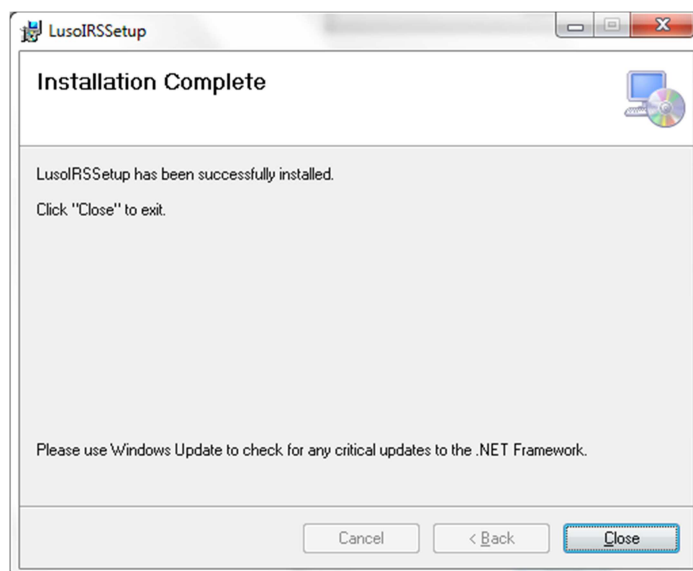 LusoIRSSetup
Installation Complete
LusoIRSSetup has been successfully installed.
Click "Close" to exit.
Please use Windows Update to check for any critical updates to the .NET Framework.
Cancel
< Back
Close